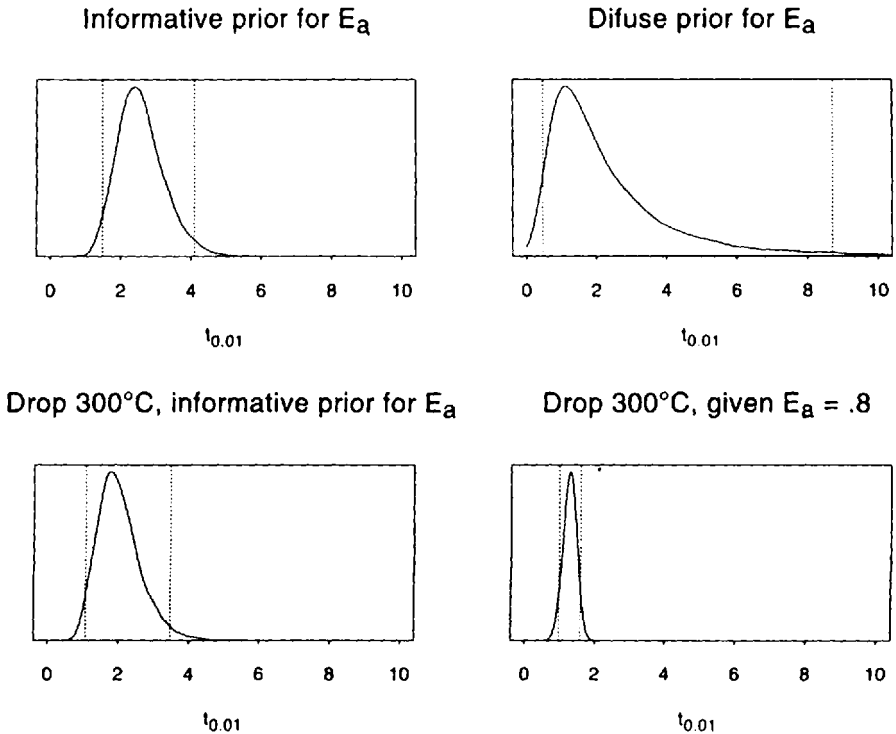 Informative prior for Ea
Difuse prior for Ea
0 2 4 6 8 10
t0.01
0 2 4 6 8 10
t0.01
Drop 300°C, informative prior for Ea
Drop 300°C, given Ea = .8
0 2 4 6 8 10
t0.01
0 2 4 6 8 10
t0.01